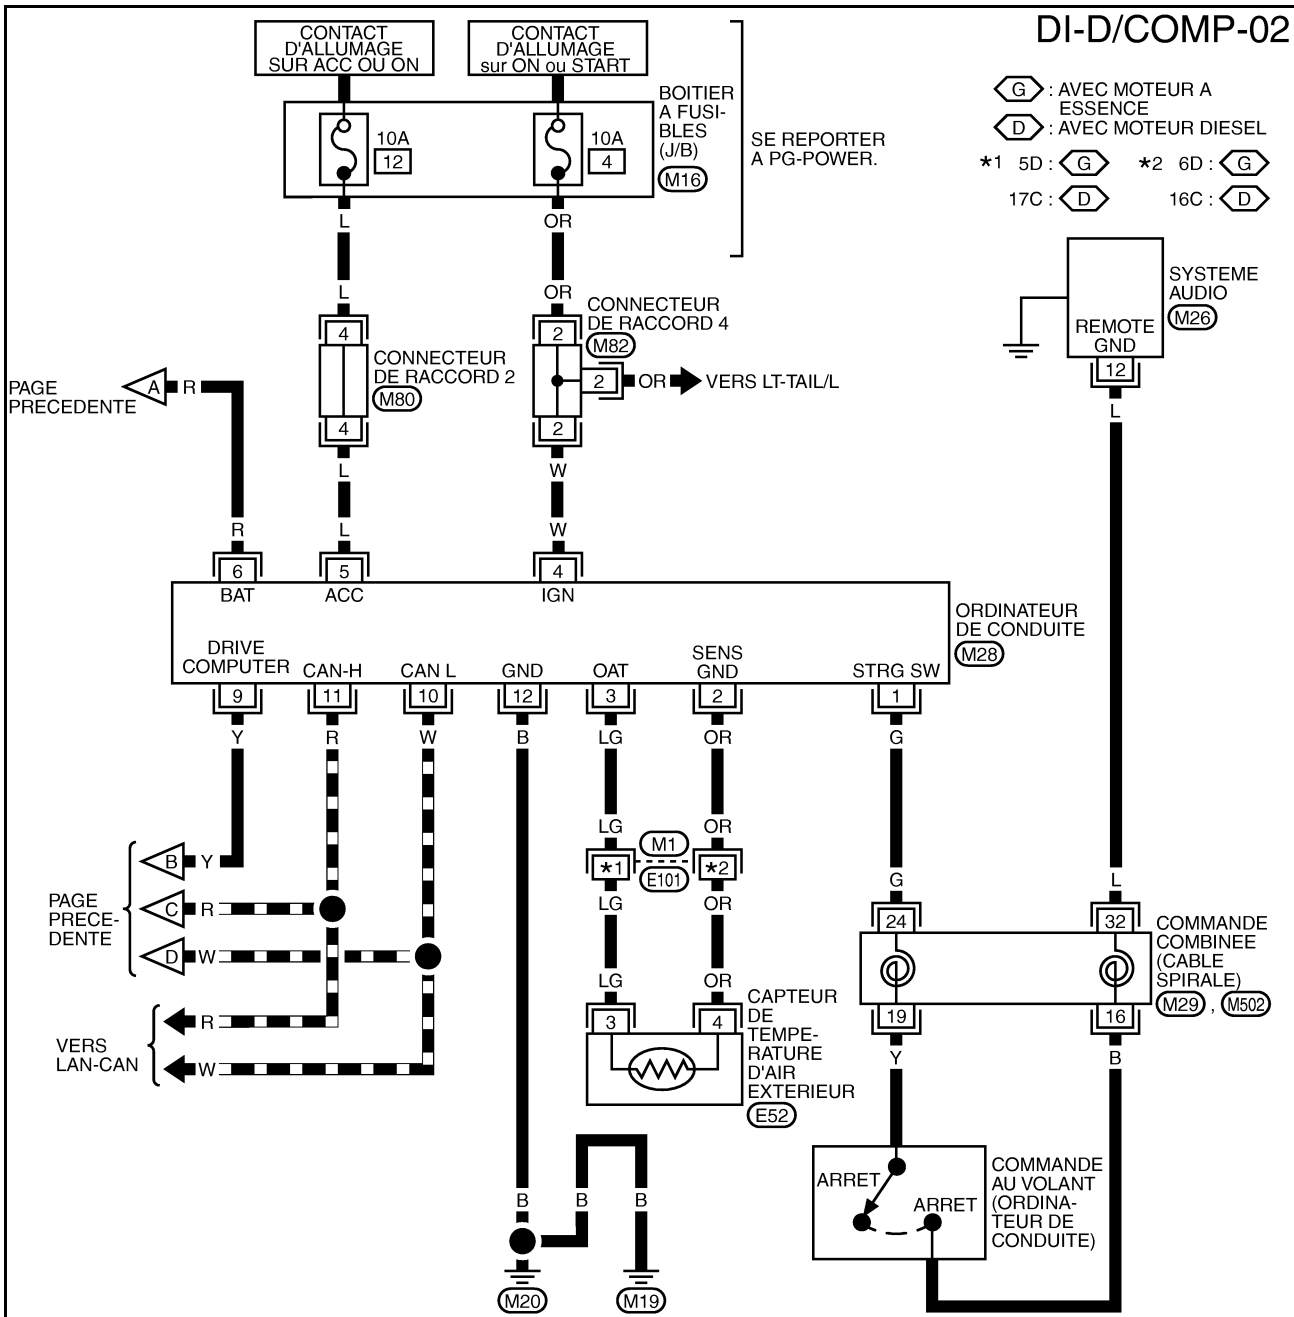 DI-D/COMP-02
CONTACT
D'ALLUMAGE
SUR ACC OU ON
CONTACT
D'ALLUMAGE
sur ON ou START
BOITIER
A FUSI-
BLES
(J/B)
M16
10A
12
10A
4
SE REPORTER
A PG-POWER.
G : AVEC MOTEUR A
ESSENCE
D : AVEC MOTEUR DIESEL
*1 5D : G
*2 6D : G
17C : D
16C : D
L
OR
L
OR
4
2
CONNECTEUR
DE RACCORD 4
M82
CONNECTEUR
DE RACCORD 2
M80
2
OR
VERS LT-TAIL/L
4
2
SYSTEME
AUDIO
M26
REMOTE
GND
12
L
PAGE
PRECEDENTE
A
R
L
W
R
L
W
6
5
4
BAT
ACC
IGN
ORDINATEUR
DE CONDUITE
M28
DRIVE
COMPUTER
CAN-H
CAN L
GND
OAT
SENS
GND
STRG SW
9
11
10
12
3
2
1
Y
R
W
B
LG
OR
G
LG
OR
M1
*1
*2
E101
LG
OR
G
L
PAGE
PRECE-
DENTE
B
Y
C
R
D
W
24
32
COMMANDE
COMBINEE
(CABLE
SPIRALE)
M29 , M502
19
16
LG
OR
3
4
CAPTEUR
DE
TEMPE-
RATURE
D'AIR
EXTERIEUR
E52
VERS
LAN-CAN
R
W
Y
B
ARRET
ARRET
COMMANDE
AU VOLANT
(ORDINA-
TEUR DE
CONDUITE)
B
B
B
M20
M19